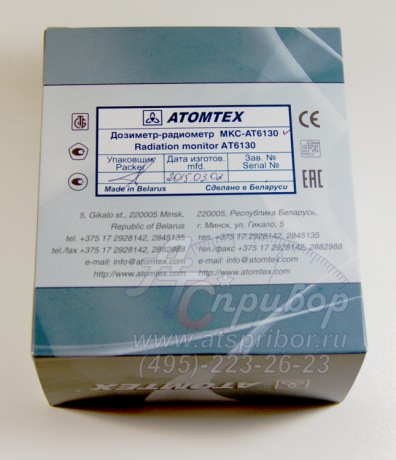 ATOMTEX
Дозиметр-радиометр МКС-АТ6130
Radiation monitor AT6130
Упаковщик Packer
Дата изготов. mfd.
Зав. № Serial №
2015.03.02
Made in Belarus
Сделано в Беларуси
CE
EAC
5, Gikalo st., 220005 Minsk,
Republic of Belarus
tel. +375 17 2928142, 2845135
tel./fax +375 17 2928142, 2882988
e-mail: info@atomtex.com
http://www.atomtex.com
220005, Республика Беларусь,
г. Минск, ул. Гикало, 5
тел. +375 17 2928142, 2845135
тел./факс +375 17 2928142, 2882988
e-mail: info@atomtex.com
http://www.atomtex.com
АТСприбор
www.atspribor.ru
(495)-223-26-23
ATOMTEX